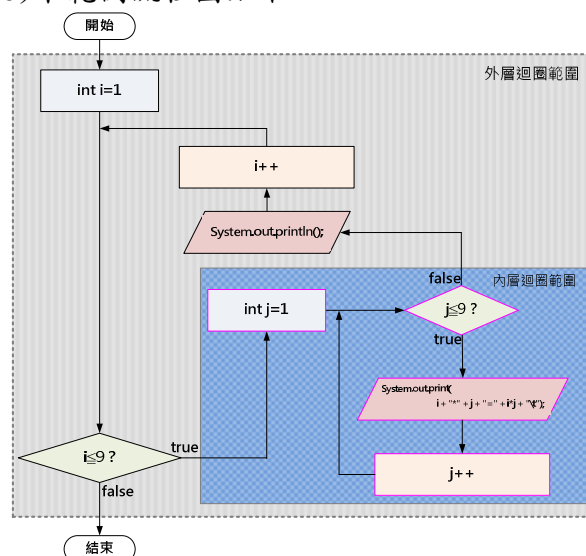 開始
外層迴圈範圍
int i=1
i++
System.out.println();
false
內層迴圈範圍
int j=1
j≦9 ?
true
System.out.print(
i + "*" + j + "=" + i*j + "\t");
i≦9 ?
true
j++
false
結束